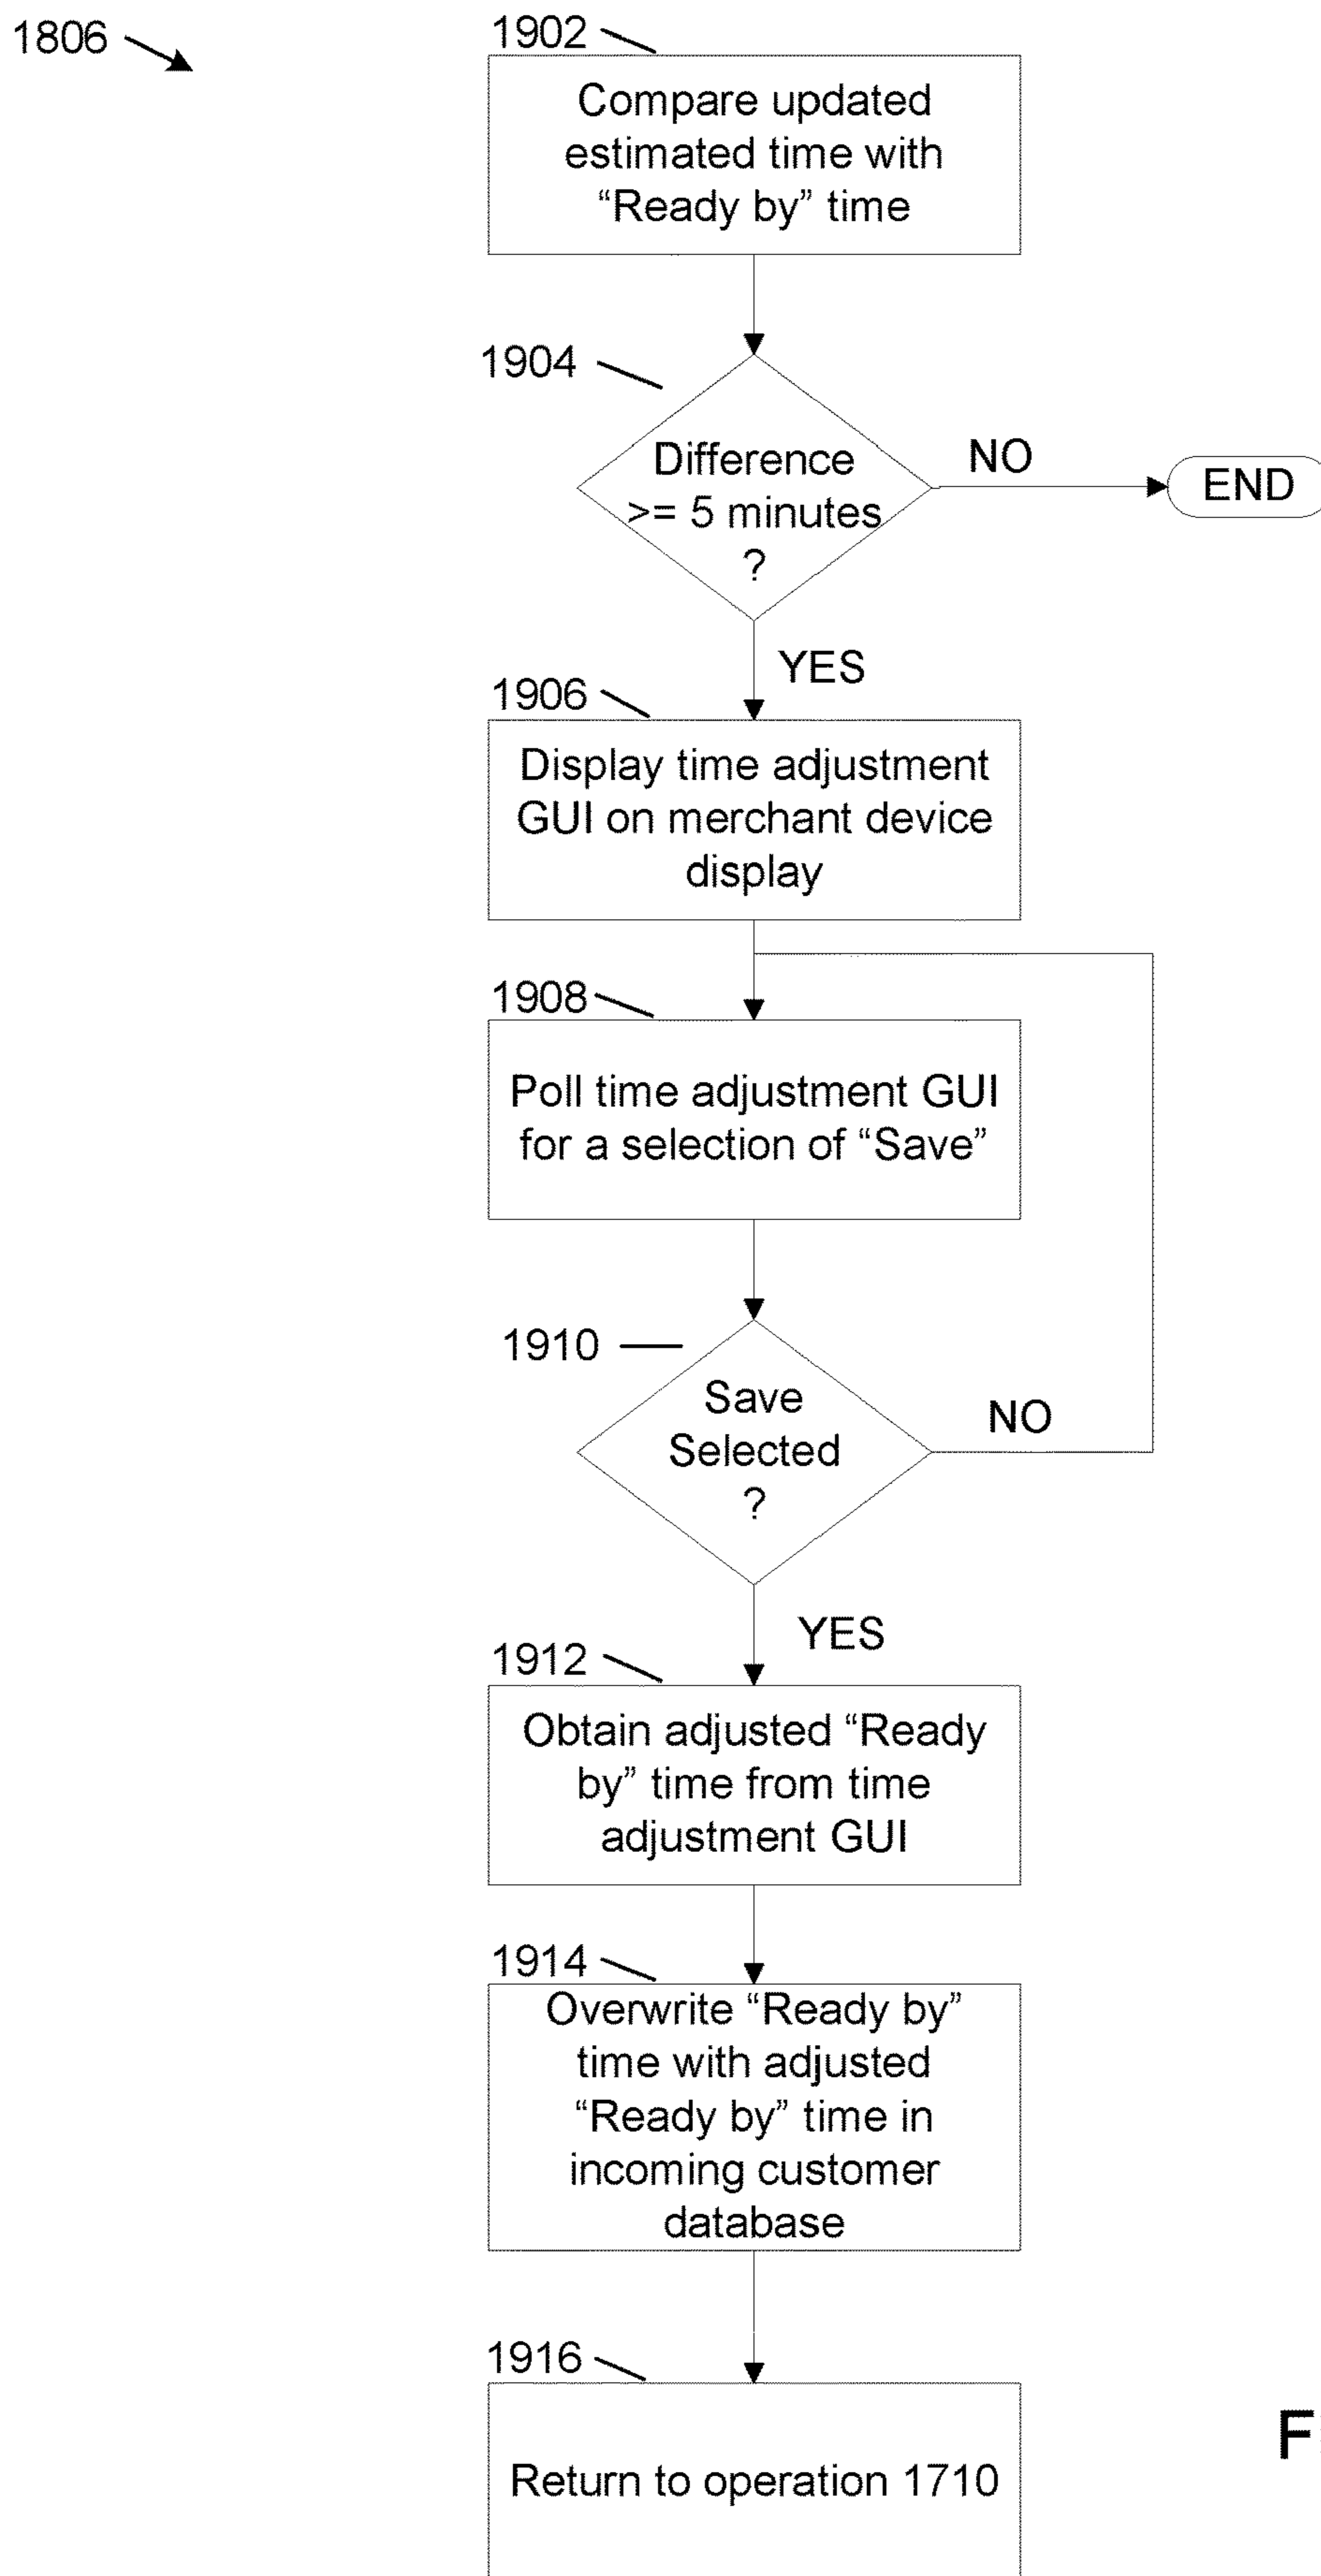 1806
1902
Compare updated
estimated time with
“Ready by” time
1904
Difference
>= 5 minutes
?
NO
END
YES
1906
Display time adjustment
GUI on merchant device
display
1908
Poll time adjustment GUI
for a selection of “Save”
1910
Save
Selected
?
NO
YES
1912
Obtain adjusted “Ready
by” time from time
adjustment GUI
1914
Overwrite “Ready by”
time with adjusted
“Ready by” time in
incoming customer
database
1916
Return to operation 1710